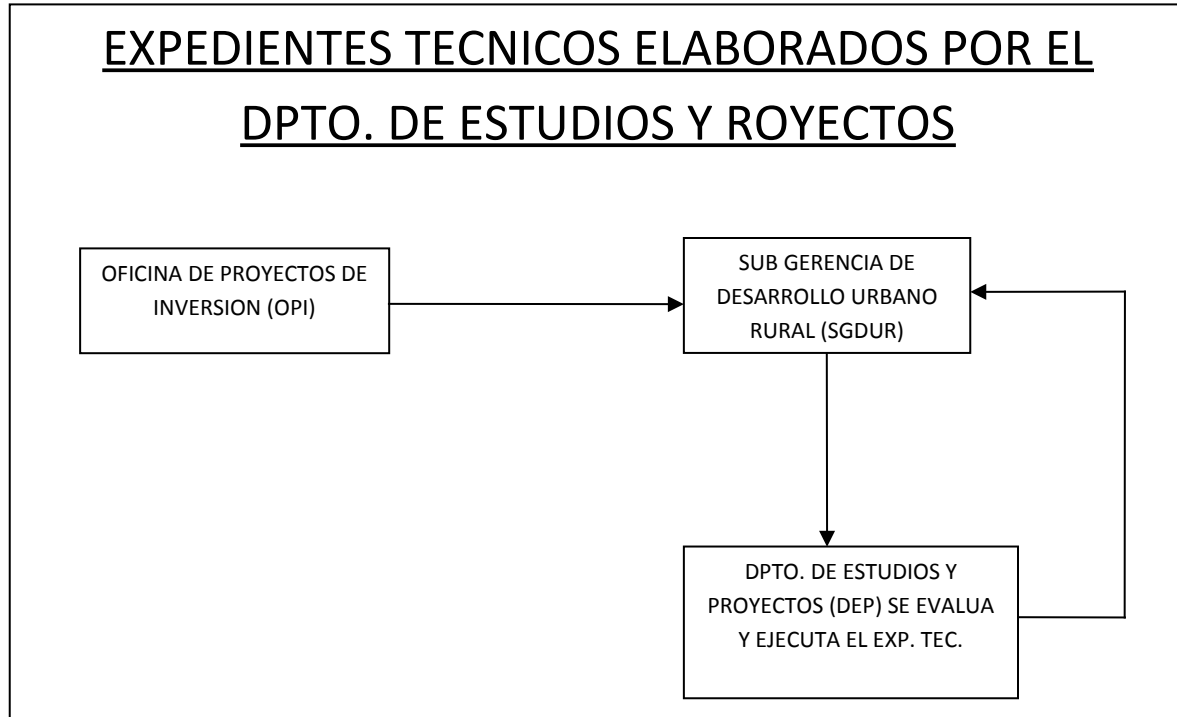 EXPEDIENTES TECNICOS ELABORADOS POR EL
DPTO. DE ESTUDIOS Y ROYECTOS
OFICINA DE PROYECTOS DE
INVERSION (OPI)
SUB GERENCIA DE
DESARROLLO URBANO
RURAL (SGDUR)
DPTO. DE ESTUDIOS Y
PROYECTOS (DEP) SE EVALUA
Y EJECUTA EL EXP. TEC.